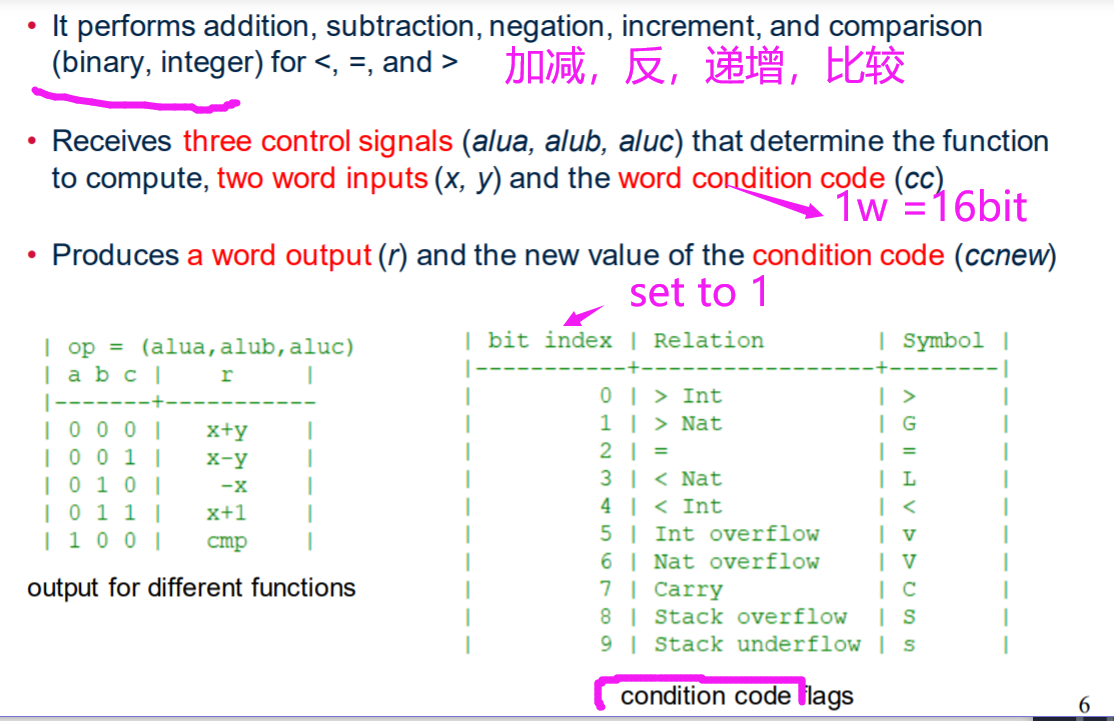 • It performs addition, subtraction, negation, increment, and comparison
(binary, integer) for <, =, and >
加减，反，递增，比较
• Receives three control signals (alua, alub, aluc) that determine the function
to compute, two word inputs (x, y) and the word condition code (cc)
1w =16bit
• Produces a word output (r) and the new value of the condition code (ccnew)
set to 1
| op = (alua,alub,aluc)
| a b c |     r     |
|-------+-----------
| 0 0 0 |    x+y    |
| 0 0 1 |    x-y    |
| 0 1 0 |     -x    |
| 0 1 1 |    x+1    |
| 1 0 0 |    cmp    |
output for different functions
| bit index | Relation        | Symbol |
|-----------+-----------------+--------|
|         0 | > Int           | >      |
|         1 | > Nat           | G      |
|         2 | =               | =      |
|         3 | < Nat           | L      |
|         4 | < Int           | <      |
|         5 | Int overflow    | v      |
|         6 | Nat overflow    | V      |
|         7 | Carry           | C      |
|         8 | Stack overflow  | S      |
|         9 | Stack underflow | s      |
condition code flags
6